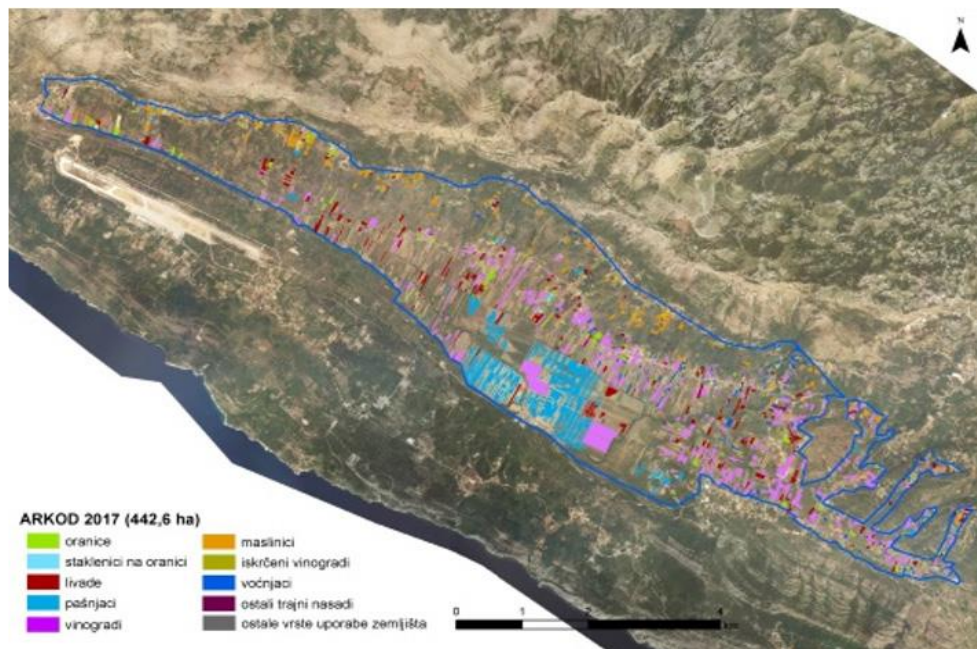 N
ARKOD 2017 (442,6 ha)
oranice
staklenici na oranici
livade
pašnjaci
vinogradi
maslinici
iskrčeni vinogradi
voćnjaci
ostali trajni nasadi
ostale vrste uporabe zemljišta
0 1 2 4
km